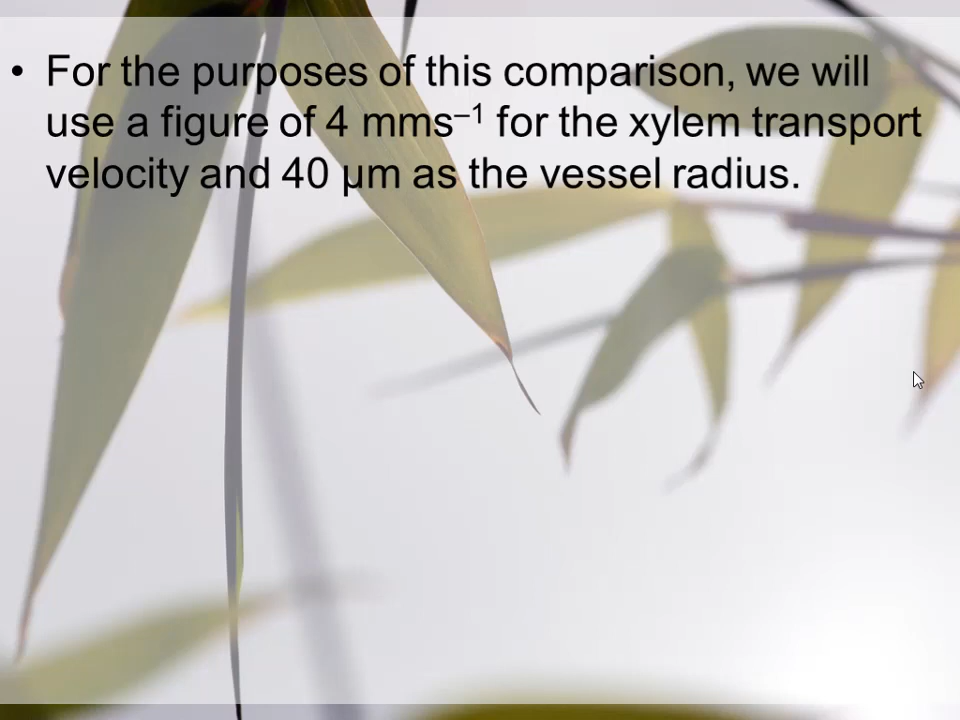 • For the purposes of this comparison, we will
use a figure of 4 mms⁻¹ for the xylem transport
velocity and 40 µm as the vessel radius.